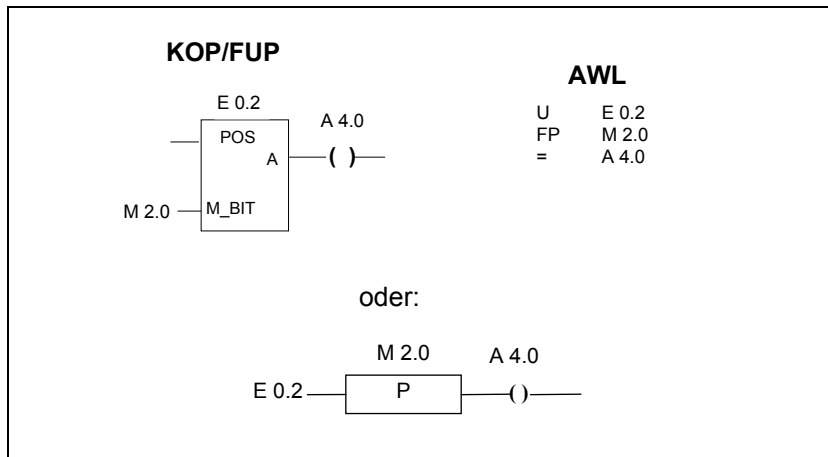 KOP/FUP
E 0.2
POS
A
A 4.0
( )
M 2.0
M_BIT
AWL
U E 0.2
FP M 2.0
= A 4.0
oder:
M 2.0
A 4.0
E 0.2
P
( )